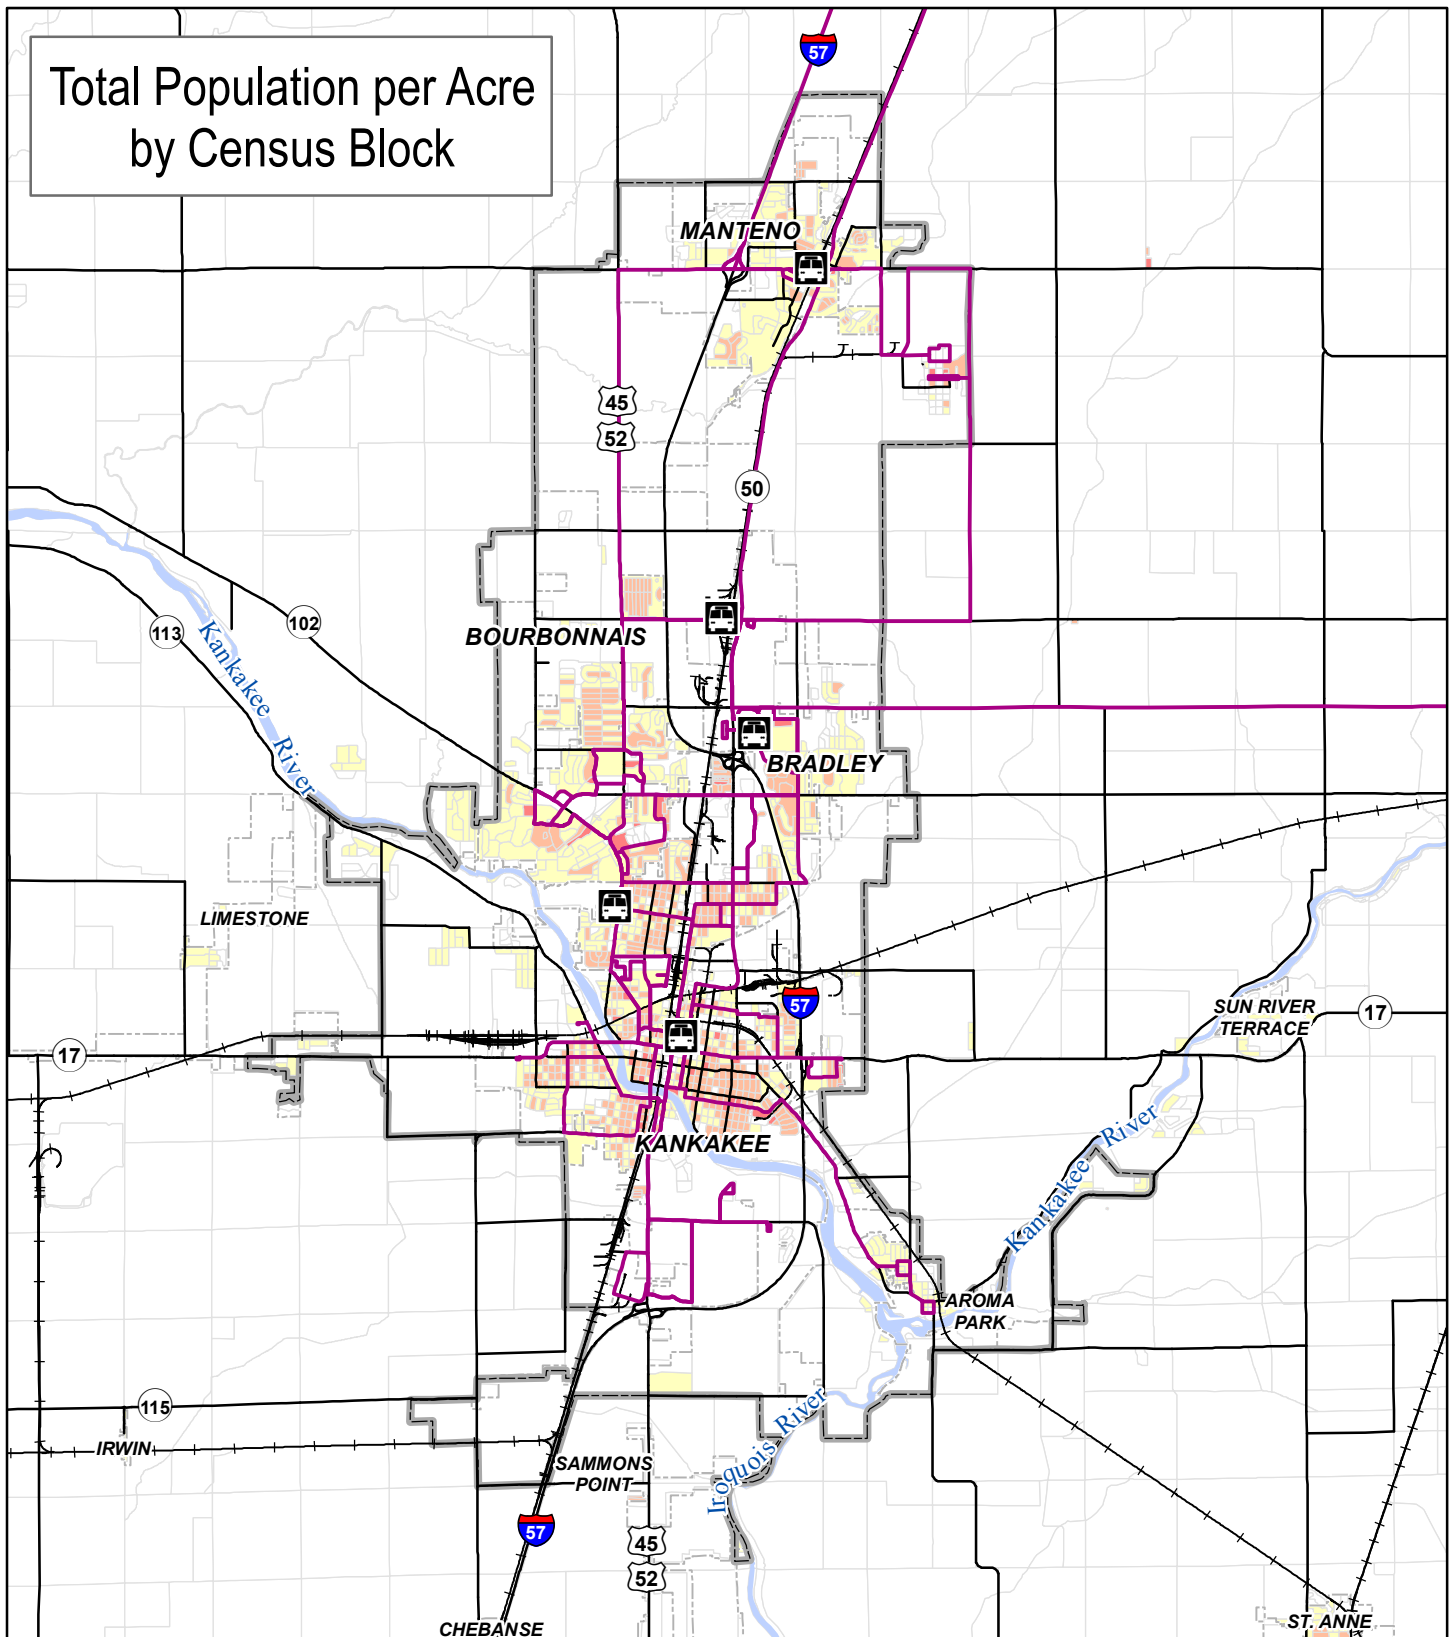 Total Population per Acre
by Census Block
57
MANTENO
45
52
50
113
102
BOURBONNAIS
Kankakee
River
BRADLEY
LIMESTONE
57
SUN RIVER
TERRACE
17
17
KANKAKEE
Kankakee River
AROMA
PARK
115
IRWIN
SAMMONS
POINT
Iroquois River
57
45
52
CHEBANSE
ST. ANNE